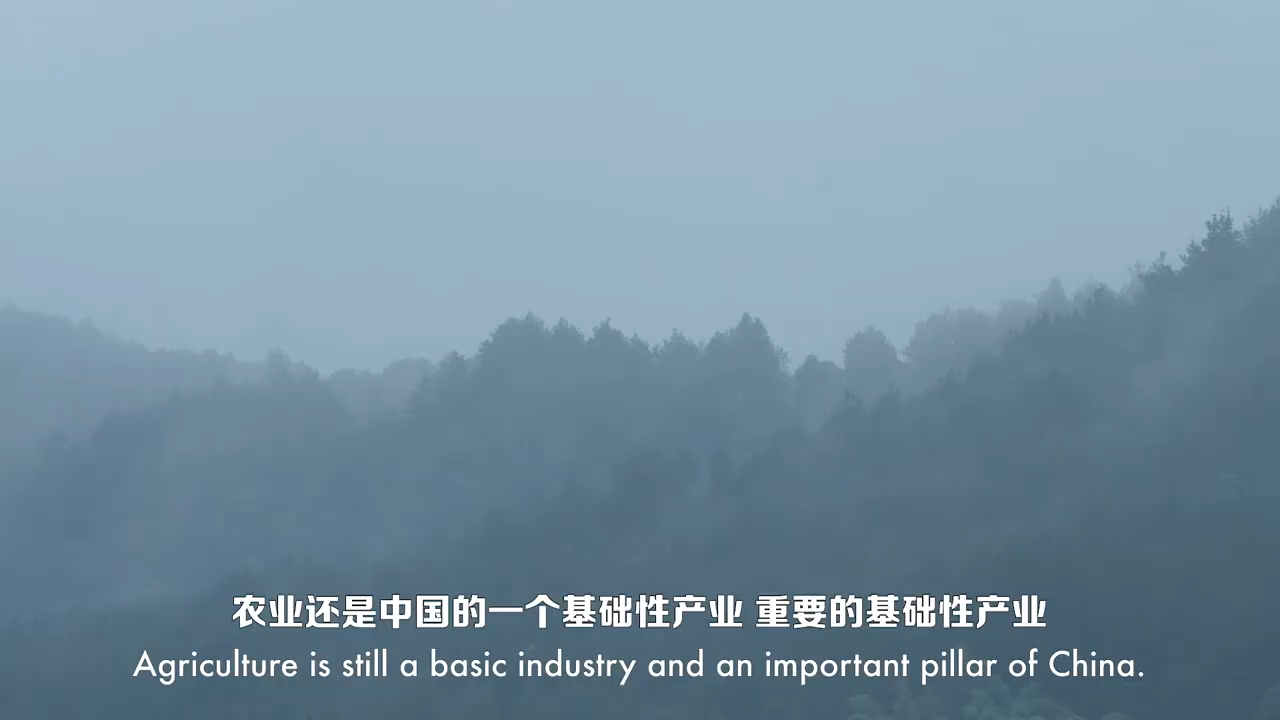 农业还是中国的一个基础性产业 重要的基础性产业
Agriculture is still a basic industry and an important pillar of China.